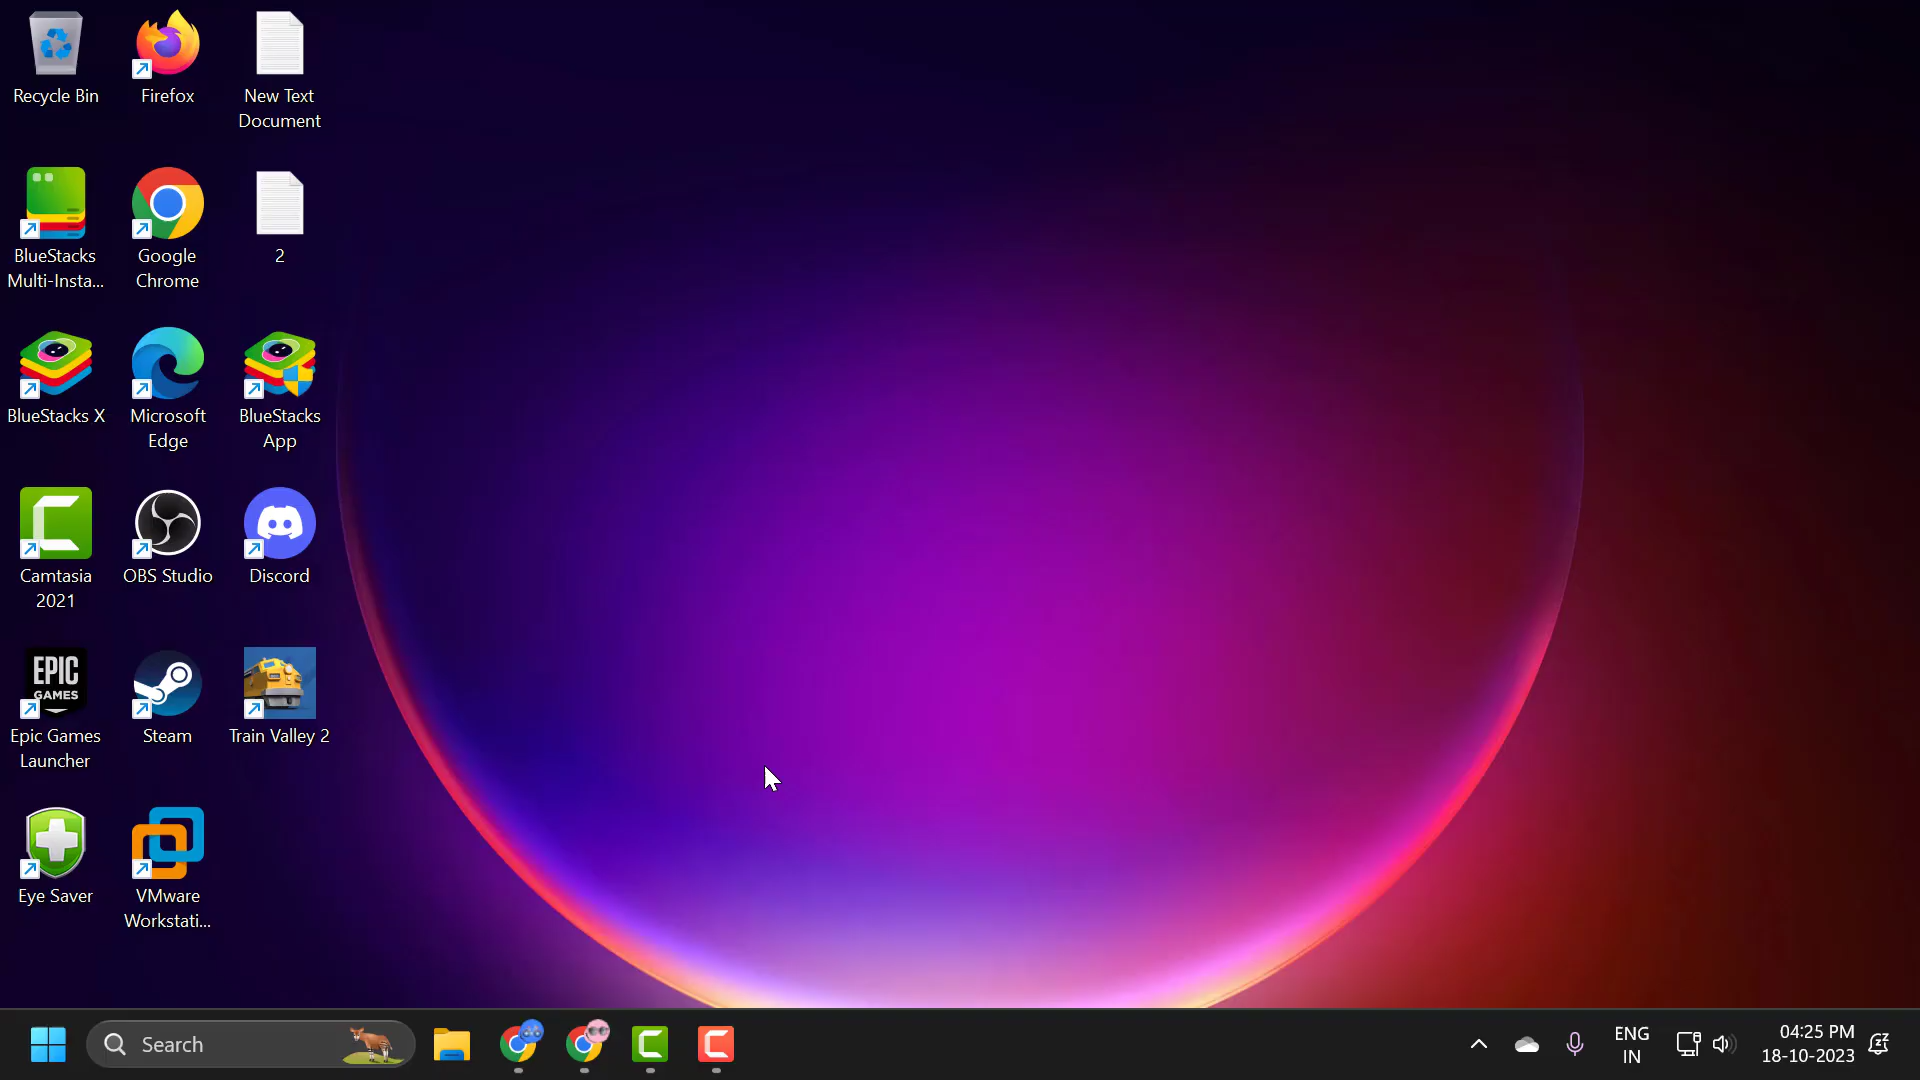 Recycle Bin
Firefox
New Text
Document
BlueStacks
Multi-Insta...
Google
Chrome
2
BlueStacks X
Microsoft
Edge
BlueStacks
App
Camtasia
2021
OBS Studio
Discord
EPIC
GAMES
Epic Games
Launcher
Steam
Train Valley 2
Eye Saver
VMware
Workstati...
Search
ENG
IN
04:25 PM
18-10-2023